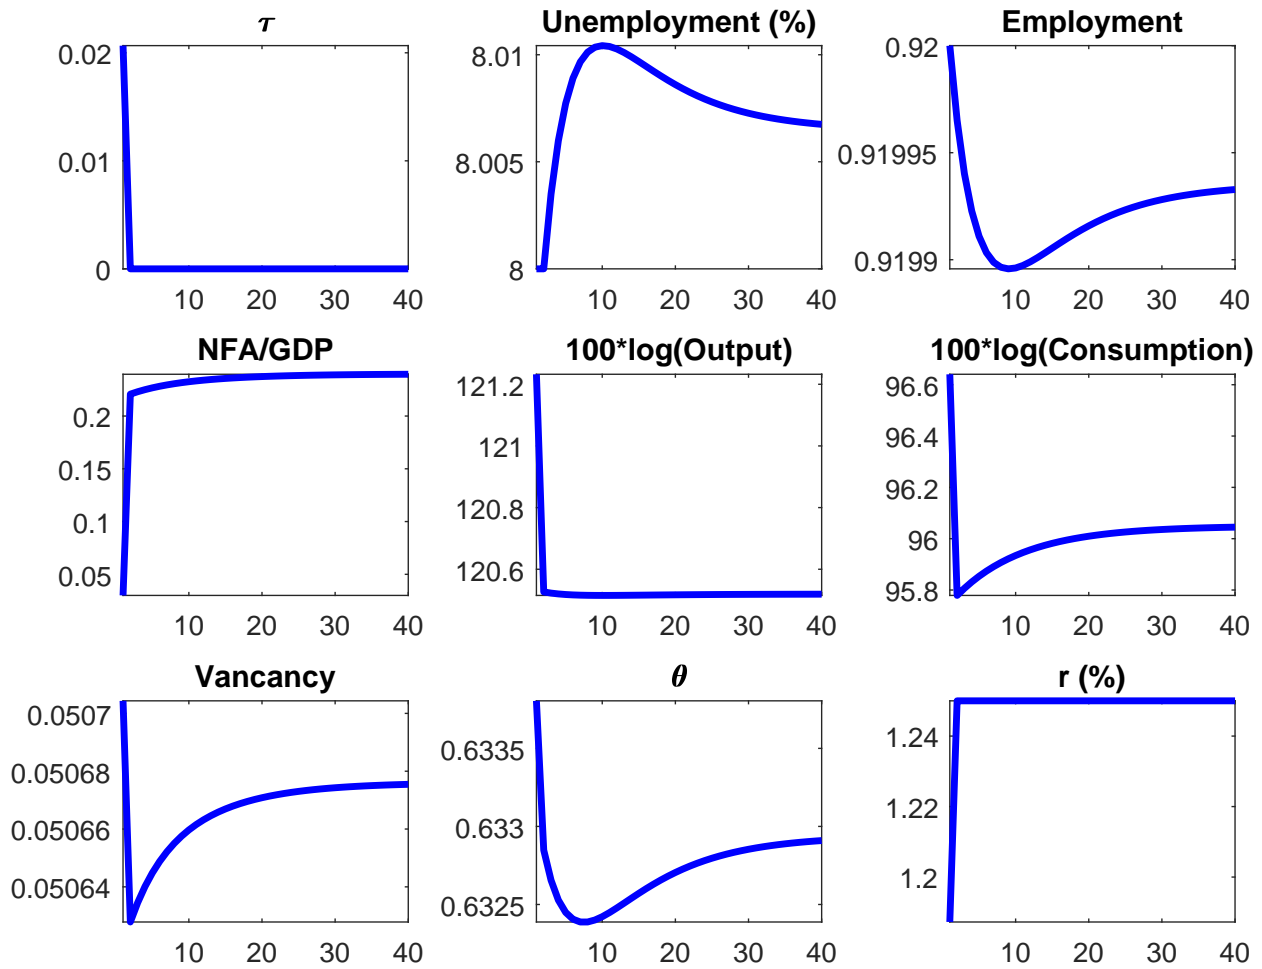 τ
Unemployment (%)
Employment
0.02
0.01
0
10 20 30 40
8.01
8.005
8
10 20 30 40
0.92
0.91995
0.9199
10 20 30 40
NFA/GDP
100*log(Output)
100*log(Consumption)
0.2
0.15
0.1
0.05
10 20 30 40
121.2
121
120.8
120.6
10 20 30 40
96.6
96.4
96.2
96
95.8
10 20 30 40
Vancancy
θ
r (%)
0.0507
0.05068
0.05066
0.05064
10 20 30 40
0.6335
0.633
0.6325
10 20 30 40
1.24
1.22
1.2
10 20 30 40